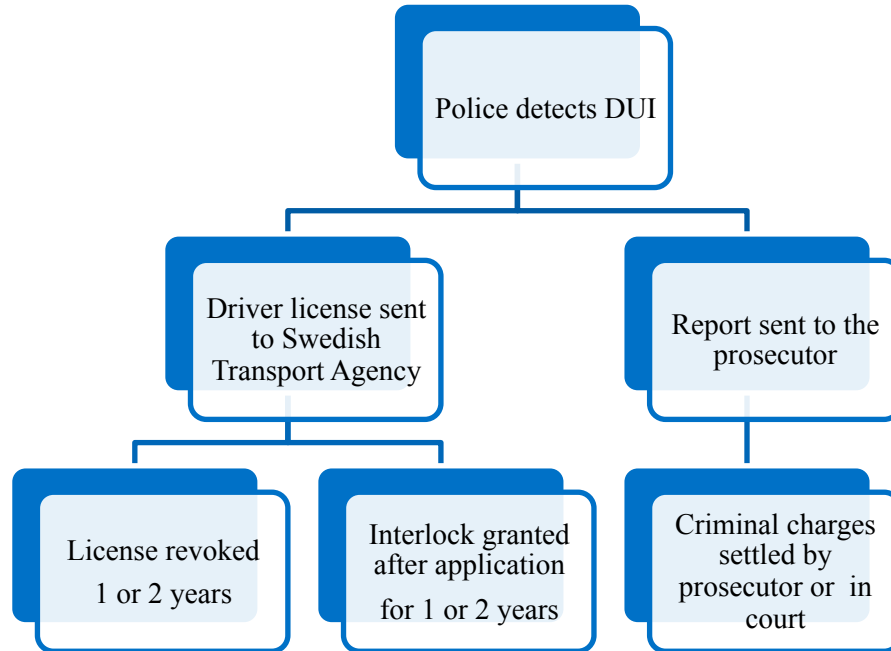 Police detects DUI
Driver license sent
to Swedish
Transport Agency
Report sent to the
prosecutor
License revoked
1 or 2 years
Interlock granted
after application
for 1 or 2 years
Criminal charges
settled by
prosecutor or in
court